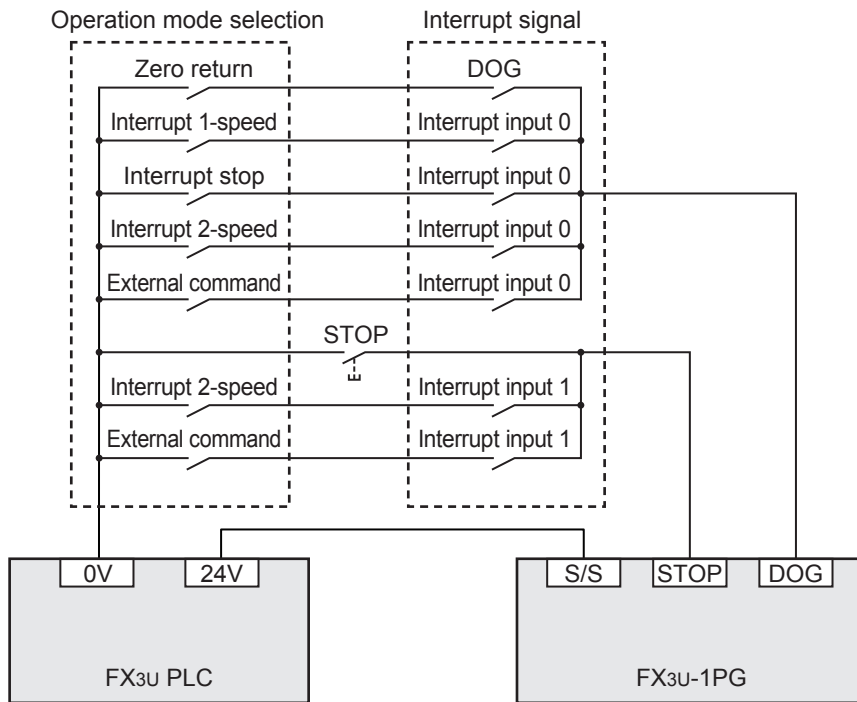 Operation mode selection
Interrupt signal
Zero return
DOG
Interrupt 1-speed
Interrupt input 0
Interrupt stop
Interrupt input 0
Interrupt 2-speed
Interrupt input 0
External command
Interrupt input 0
STOP
Interrupt 2-speed
Interrupt input 1
External command
Interrupt input 1
0V
24V
S/S
STOP
DOG
FX3U PLC
FX3U-1PG